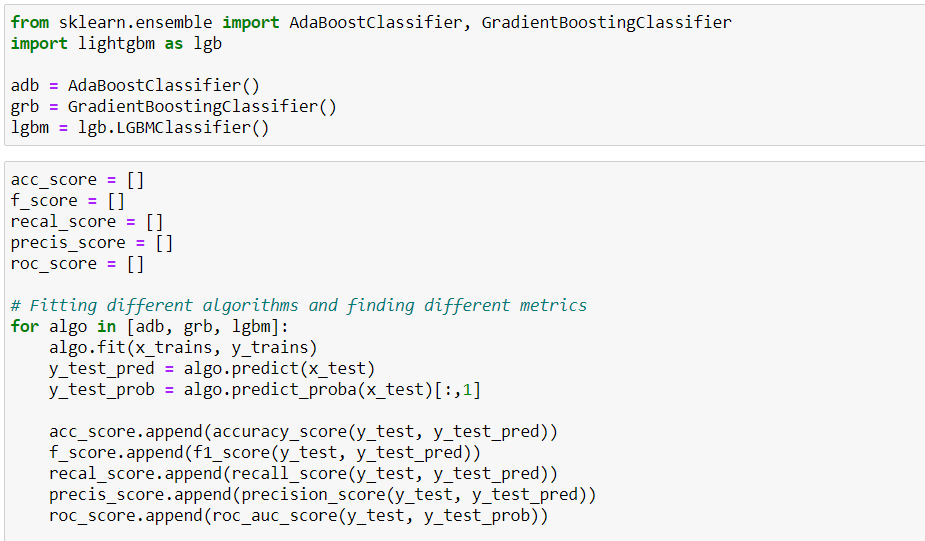 from sklearn.ensemble import AdaBoostClassifier, GradientBoostingClassifier
import lightgbm as lgb
adb = AdaBoostClassifier()
grb = GradientBoostingClassifier()
lgbm = lgb.LGBMClassifier()
acc_score = []
f_score = []
recal_score = []
precis_score = []
roc_score = []
# Fitting different algorithms and finding different metrics
for algo in [adb, grb, lgbm]:
    algo.fit(x_trains, y_trains)
    y_test_pred = algo.predict(x_test)
    y_test_prob = algo.predict_proba(x_test)[:,1]
    acc_score.append(accuracy_score(y_test, y_test_pred))
    f_score.append(f1_score(y_test, y_test_pred))
    recal_score.append(recall_score(y_test, y_test_pred))
    precis_score.append(precision_score(y_test, y_test_pred))
    roc_score.append(roc_auc_score(y_test, y_test_prob))